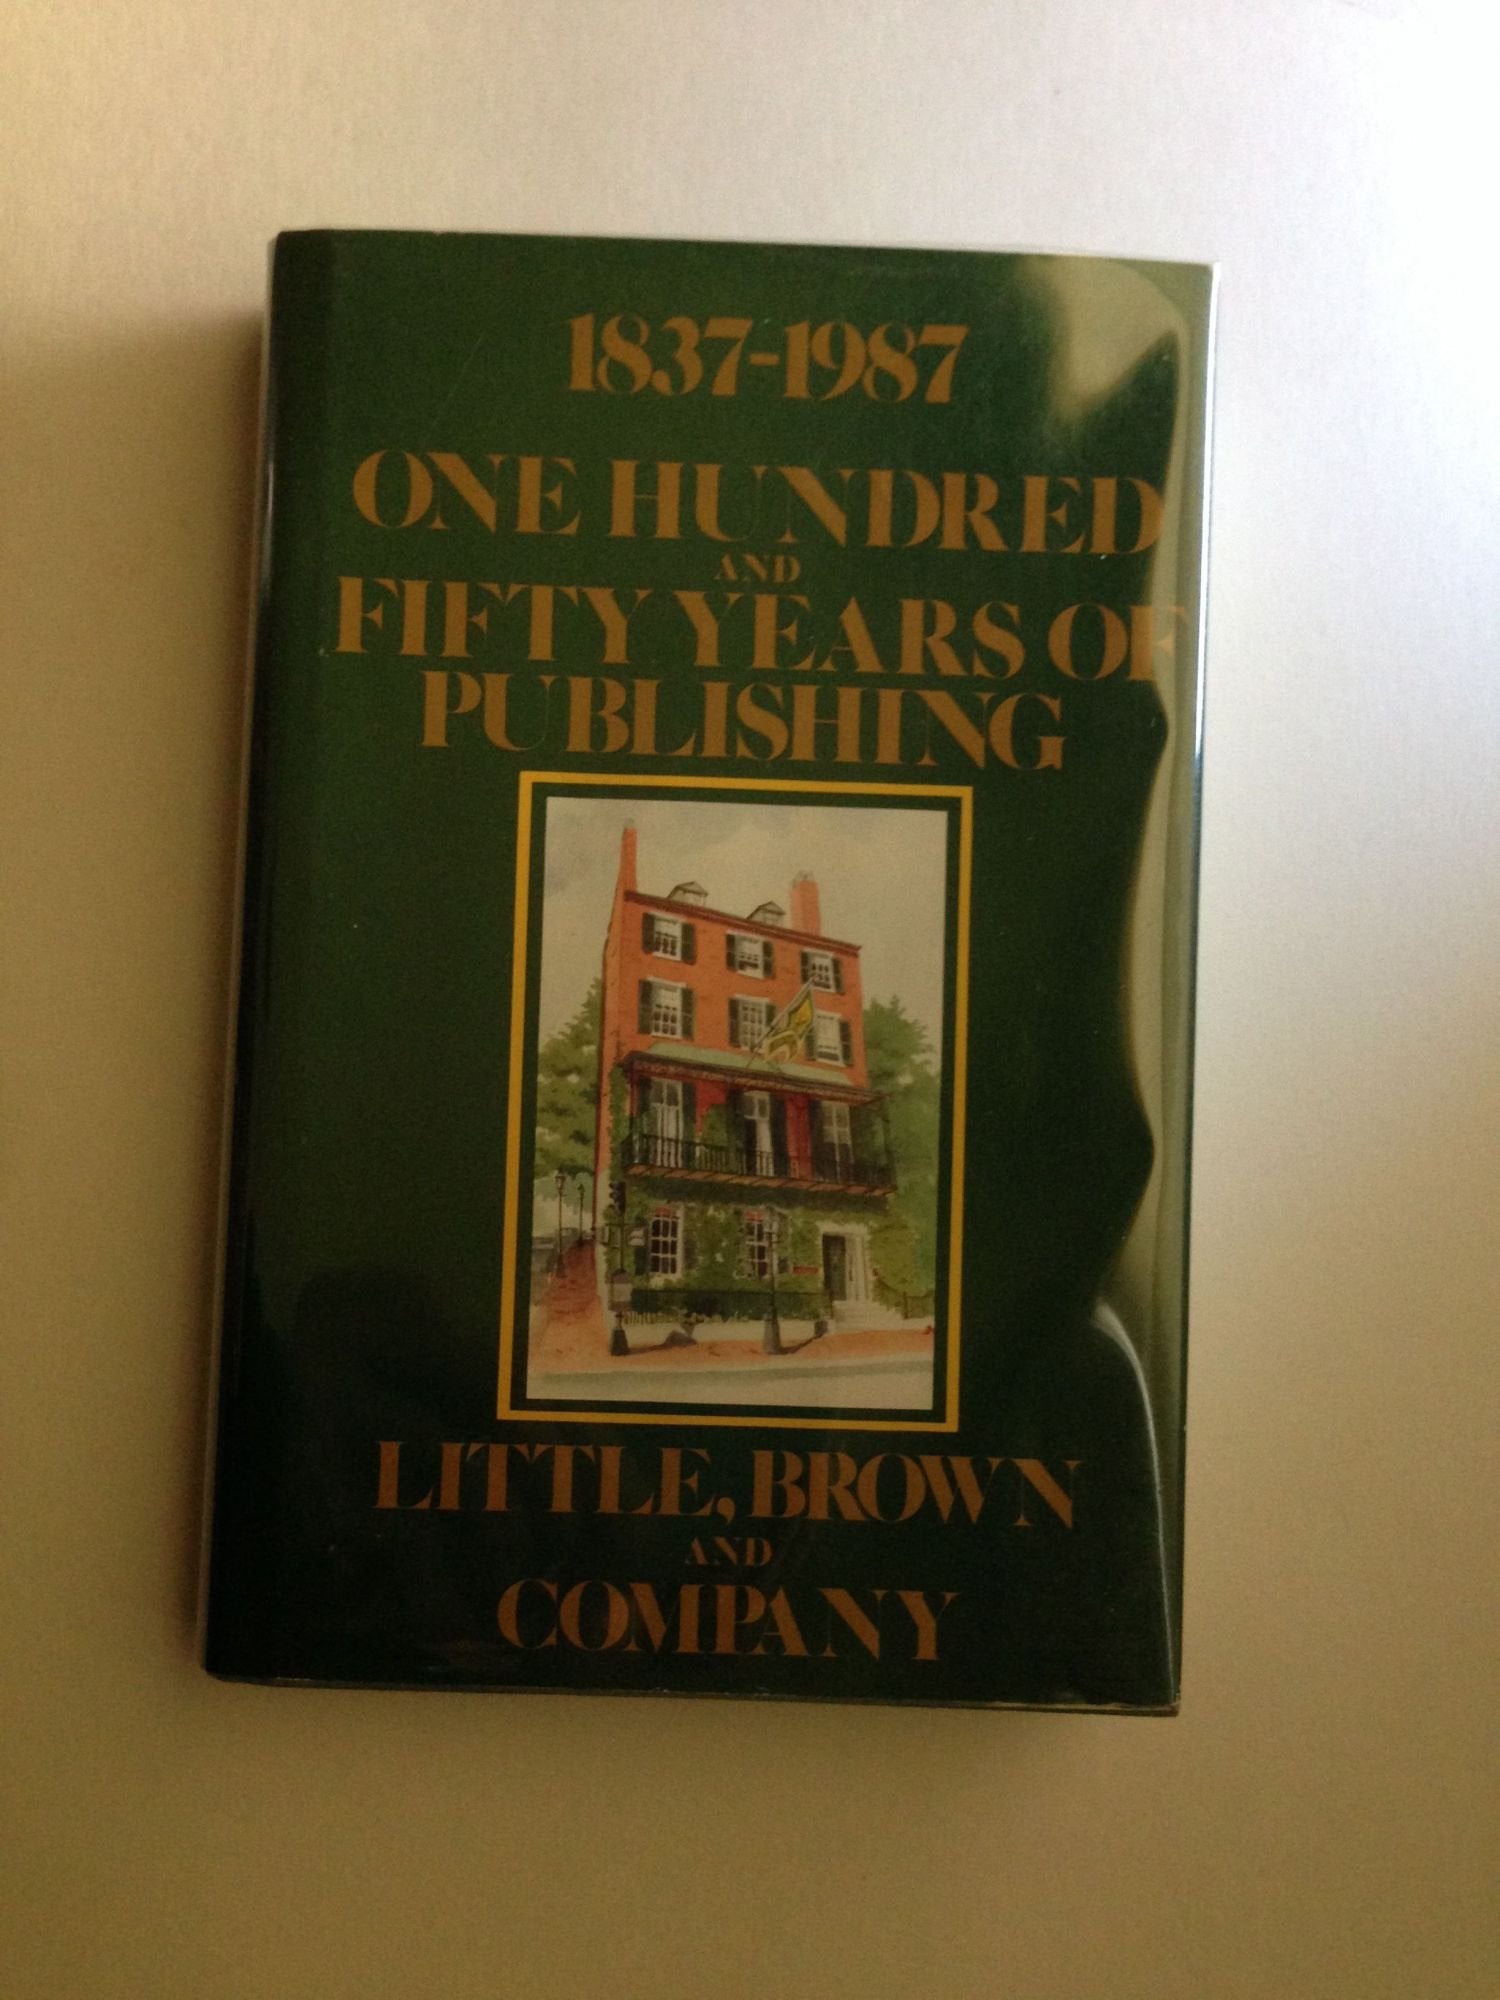 1837-1987
ONE HUNDRED
AND
FIFTY YEARS OF
PUBLISHING
LITTLE, BROWN
AND
COMPANY